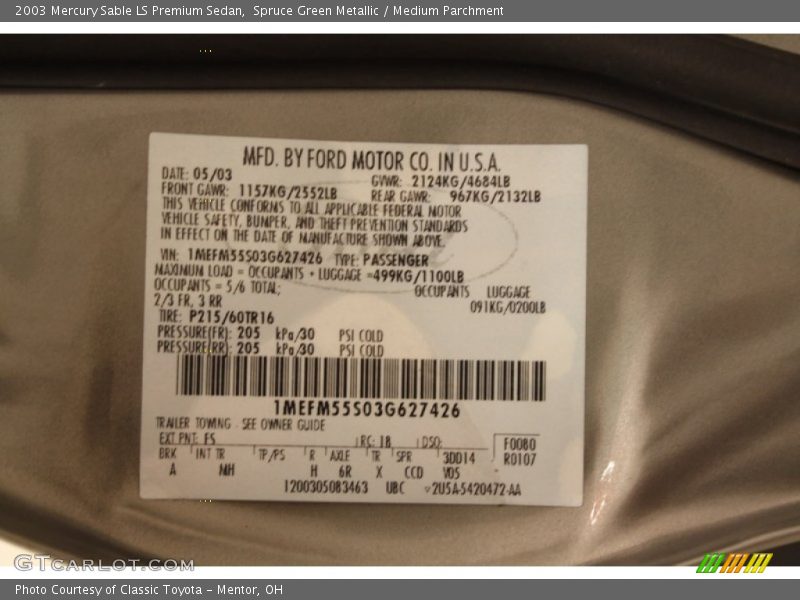 2003 Mercury Sable LS Premium Sedan,  Spruce Green Metallic / Medium Parchment
MFD. BY FORD MOTOR CO. IN U.S.A.
DATE: 05/03 GVWR: 2124KG/4684LB
FRONT GAWR: 1157KG/2552LB REAR GAWR: 967KG/2132LB
THIS VEHICLE CONFORMS TO ALL APPLICABLE FEDERAL MOTOR
VEHICLE SAFETY, BUMPER, AND THEFT PREVENTION STANDARDS
IN EFFECT ON THE DATE OF MANUFACTURE SHOWN ABOVE.
VIN: 1MEFM55S03G627426 TYPE: PASSENGER
MAXIMUM LOAD = OCCUPANTS + LUGGAGE =499KG/1100LB
OCCUPANTS = 5/6 TOTAL; OCCUPANTS LUGGAGE
2/3 FR, 3 RR 091KG/0200LB
TIRE: P215/60TR16
PRESSURE(FR): 205 kPa/30 PSI COLD
PRESSURE(RR): 205 kPa/30 PSI COLD
1MEFM55S03G627426
TRAILER TOWING - SEE OWNER GUIDE
EXT PNT: FS RC: 18 DSO: F0080
BRK INT TR TP/PS R AXLE TR SPR 3DD14 R0107
A MH H 6R X CCD V05
1200305083463 UBC 2U5A-5420472-AA
GTCARLOT.COM
Photo Courtesy of Classic Toyota - Mentor, OH